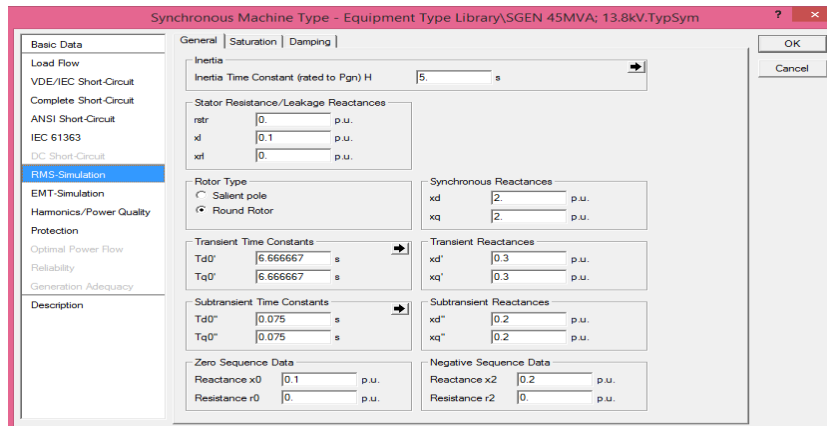 Synchronous Machine Type - Equipment Type Library\SGEN 45MVA; 13.8kV.TypSym ? ×
Basic Data
Load Flow
VDE/IEC Short-Circuit
Complete Short-Circuit
ANSI Short-Circuit
IEC 61363
DC Short-Circuit
RMS-Simulation
EMT-Simulation
Harmonics/Power Quality
Protection
Optimal Power Flow
Reliability
Generation Adequacy
Description
General Saturation Damping
Inertia
Inertia Time Constant (rated to Pgn) H 5. s
Stator Resistance/Leakage Reactances
rstr 0. p.u.
xl 0.1 p.u.
xrl 0. p.u.
Rotor Type
Salient pole
Round Rotor
Synchronous Reactances
xd 2. p.u.
xq 2. p.u.
Transient Time Constants
Td0' 6.666667 s
Tq0' 6.666667 s
Transient Reactances
xd' 0.3 p.u.
xq' 0.3 p.u.
Subtransient Time Constants
Td0" 0.075 s
Tq0" 0.075 s
Subtransient Reactances
xd" 0.2 p.u.
xq" 0.2 p.u.
Zero Sequence Data
Reactance x0 0.1 p.u.
Resistance r0 0. p.u.
Negative Sequence Data
Reactance x2 0.2 p.u.
Resistance r2 0. p.u.
OK
Cancel